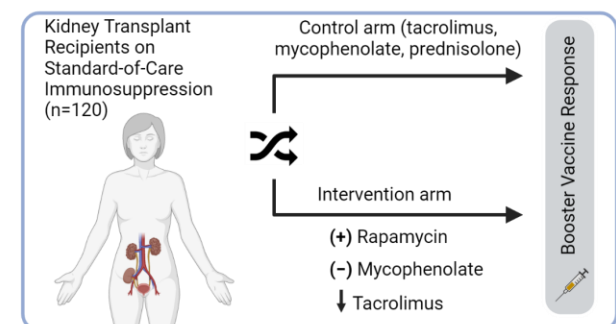 Kidney Transplant
Recipients on
Standard-of-Care
Immunosuppression
(n=120)
Control arm (tacrolimus,
mycophenolate, prednisolone)
Intervention arm
(+) Rapamycin
(−) Mycophenolate
↓ Tacrolimus
Booster Vaccine Response